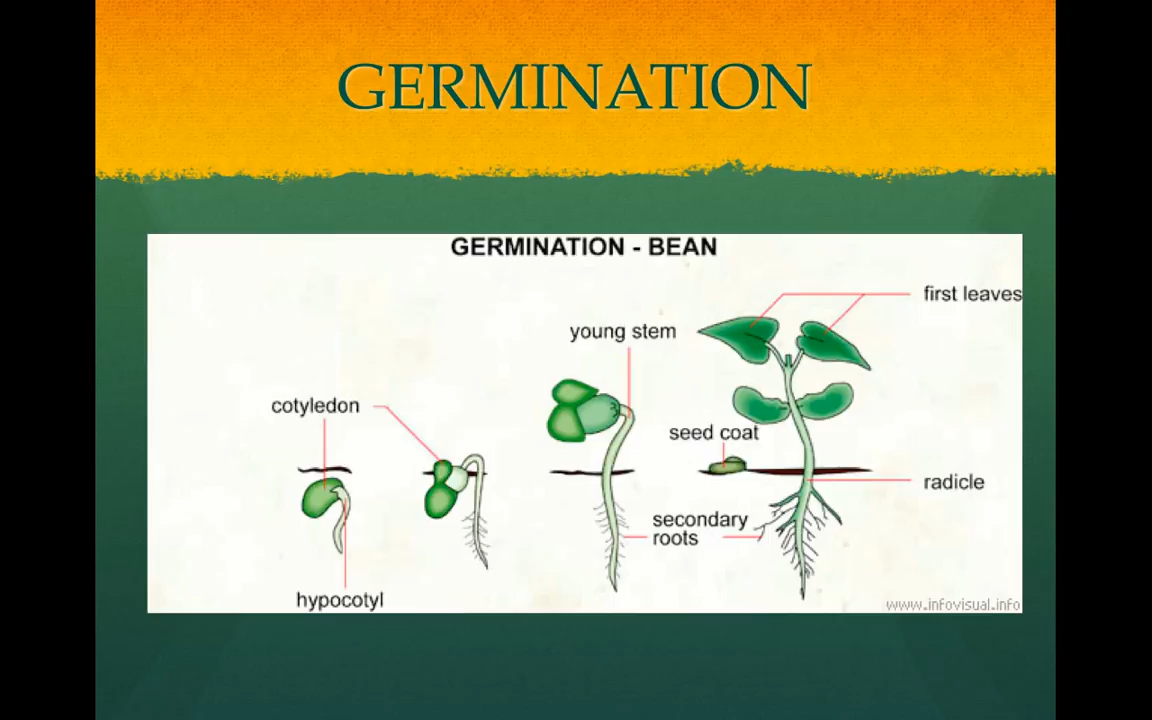 GERMINATION
GERMINATION - BEAN
first leaves
young stem
cotyledon
seed coat
radicle
secondary
roots
hypocotyl
www.infovisual.info